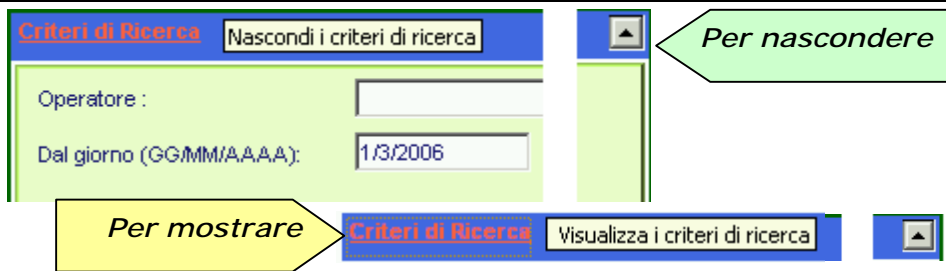 Criteri di Ricerca Nascondi i criteri di ricerca Per nascondere
Operatore :
Dal giorno (GG/MM/AAAA): 1/3/2006
Per mostrare Criteri di Ricerca Visualizza i criteri di ricerca